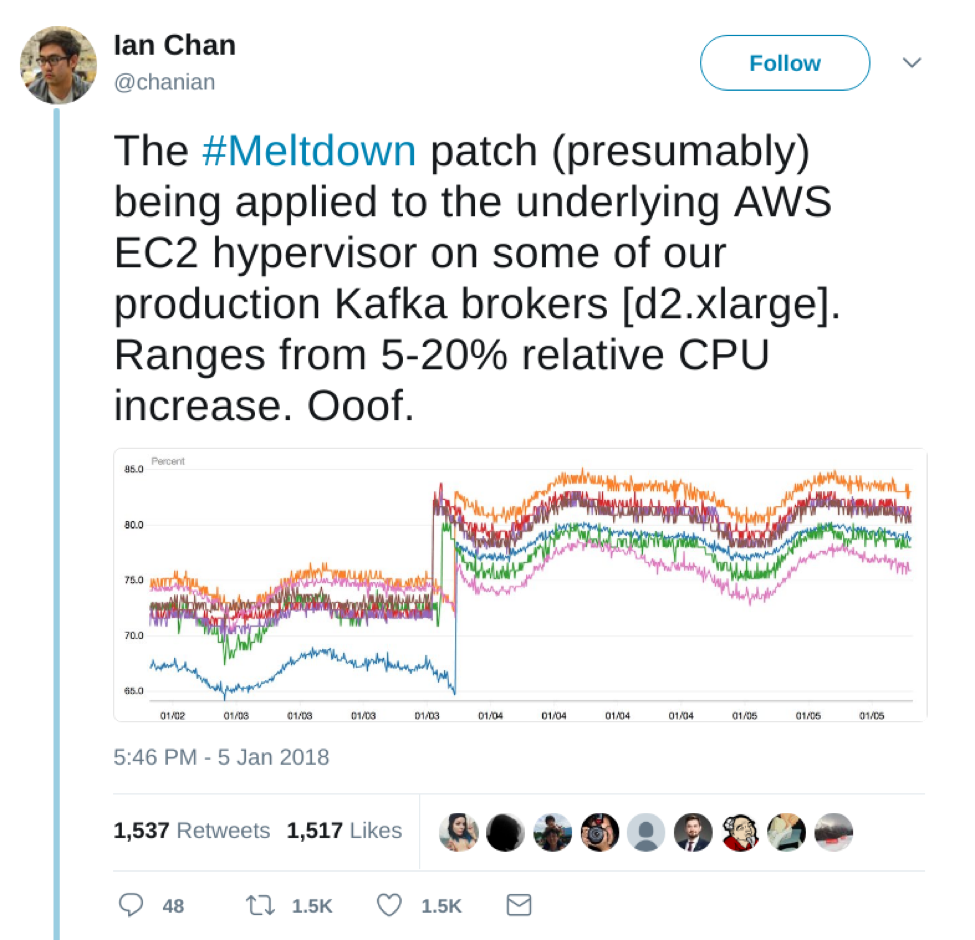 Ian Chan
@chanian
Follow
The #Meltdown patch (presumably)
being applied to the underlying AWS
EC2 hypervisor on some of our
production Kafka brokers [d2.xlarge].
Ranges from 5-20% relative CPU
increase. Ooof.
Percent
85.0
80.0
75.0
70.0
65.0
01/02 01/03 01/03 01/03 01/03 01/04 01/04 01/04 01/04 01/05 01/05 01/05
5:46 PM - 5 Jan 2018
1,537 Retweets 1,517 Likes
48 1.5K 1.5K